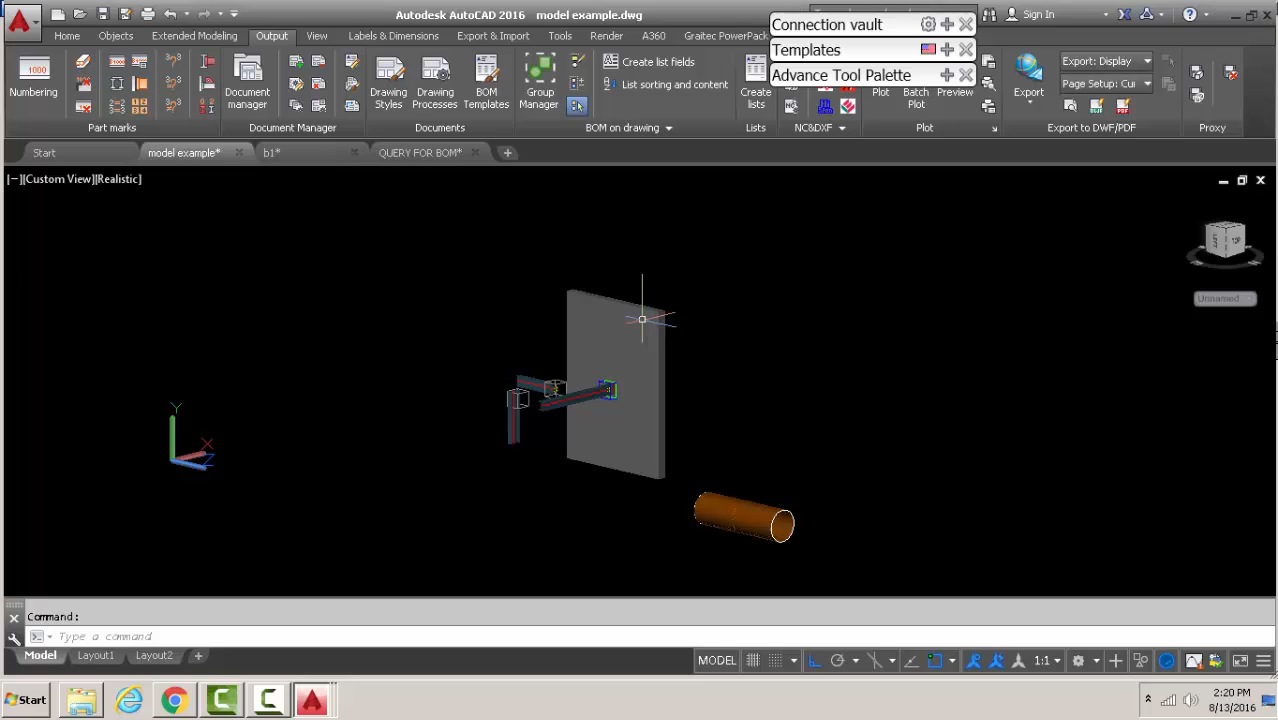 Autodesk AutoCAD 2016 model example.dwg
Sign In
Connection vault
Templates
Advance Tool Palette
Home
Objects
Extended Modeling
Output
View
Labels & Dimensions
Export & Import
Tools
Render
A360
Graitec PowerPack
1000
Numbering
Document manager
Drawing Styles
Drawing Processes
BOM Templates
Group Manager
Create list fields
List sorting and content
Create lists
Plot
Batch Plot
Preview
Export
Export: Display
Page Setup: Cu
Part marks
Document Manager
Documents
BOM on drawing
Lists
NC&DXF
Plot
Export to DWF/PDF
Proxy
Start
model example*
b1*
QUERY FOR BOM*
[−][Custom View][Realistic]
LEFT
TOP
Unnamed
Y
X
Z
Command:
Type a command
Model
Layout1
Layout2
MODEL
1:1
Start
2:20 PM
8/13/2016